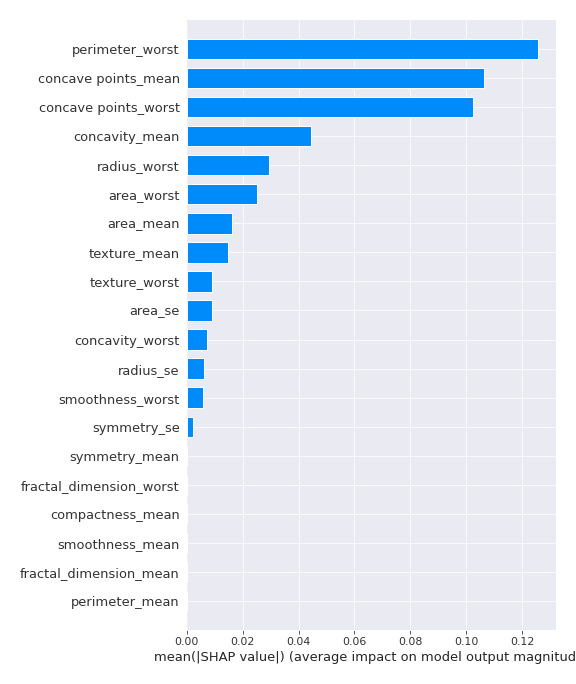 perimeter_worst
concave points_mean
concave points_worst
concavity_mean
radius_worst
area_worst
area_mean
texture_mean
texture_worst
area_se
concavity_worst
radius_se
smoothness_worst
symmetry_se
symmetry_mean
fractal_dimension_worst
compactness_mean
smoothness_mean
fractal_dimension_mean
perimeter_mean
0.00 0.02 0.04 0.06 0.08 0.10 0.12
mean(|SHAP value|) (average impact on model output magnitud